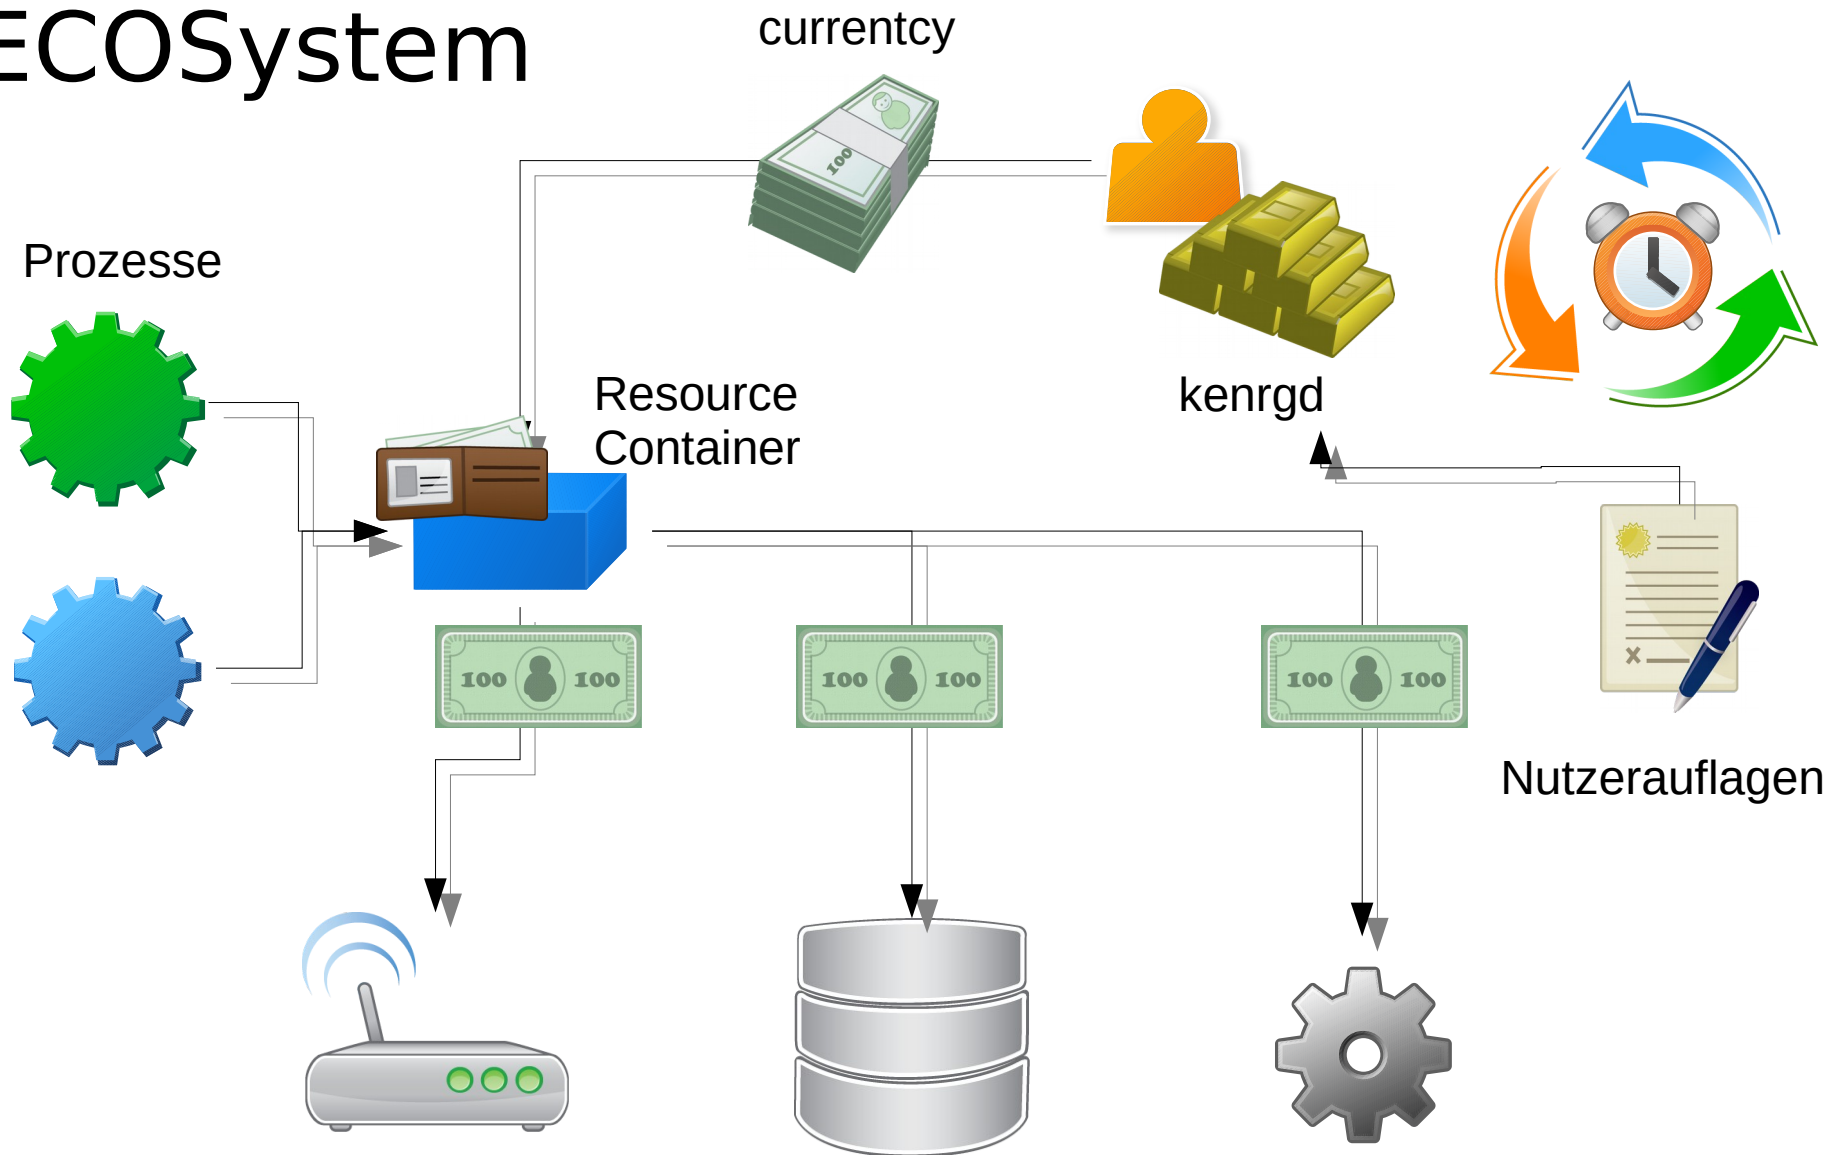 ECOSystem
currentcy
100
Prozesse
Resource
Container
kenrgd
100 100
100 100
100 100
Nutzerauflagen